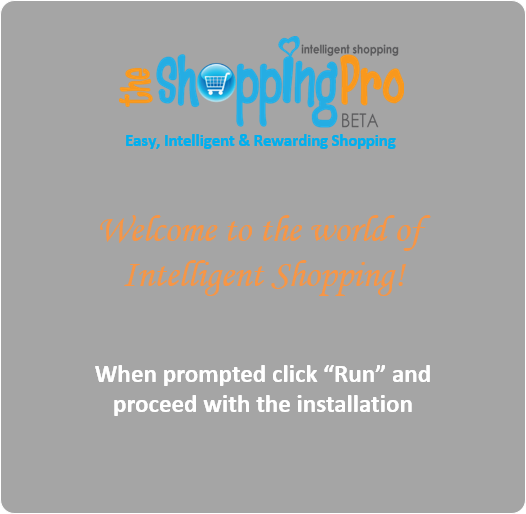 intelligent shopping
the ShoppingPro
BETA
Easy, Intelligent & Rewarding Shopping
Welcome to the world of
Intelligent Shopping!
When prompted click “Run” and
proceed with the installation